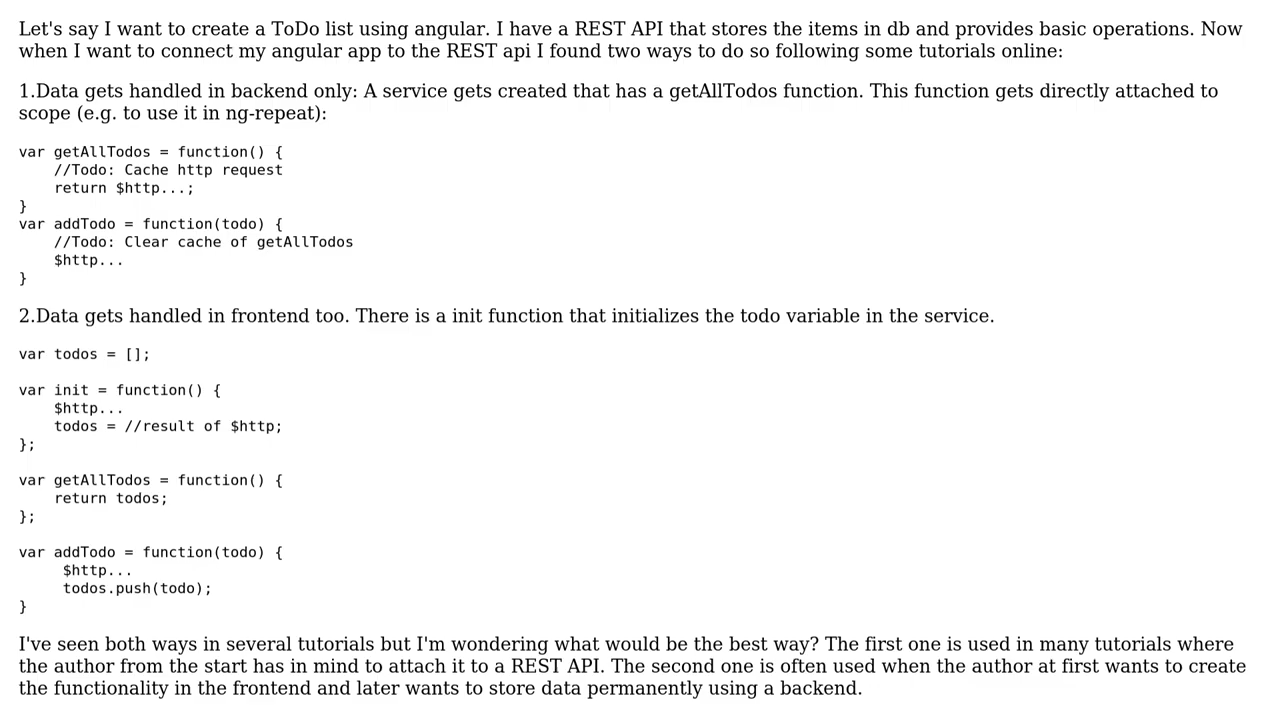 Let's say I want to create a ToDo list using angular. I have a REST API that stores the items in db and provides basic operations. Now
when I want to connect my angular app to the REST api I found two ways to do so following some tutorials online:
1.Data gets handled in backend only: A service gets created that has a getAllTodos function. This function gets directly attached to
scope (e.g. to use it in ng-repeat):
var getAllTodos = function() {
    //Todo: Cache http request
    return $http...;
}
var addTodo = function(todo) {
    //Todo: Clear cache of getAllTodos
    $http...
}
2.Data gets handled in frontend too. There is a init function that initializes the todo variable in the service.
var todos = [];
var init = function() {
    $http...
    todos = //result of $http;
};
var getAllTodos = function() {
    return todos;
};
var addTodo = function(todo) {
     $http...
     todos.push(todo);
}
I've seen both ways in several tutorials but I'm wondering what would be the best way? The first one is used in many tutorials where
the author from the start has in mind to attach it to a REST API. The second one is often used when the author at first wants to create
the functionality in the frontend and later wants to store data permanently using a backend.